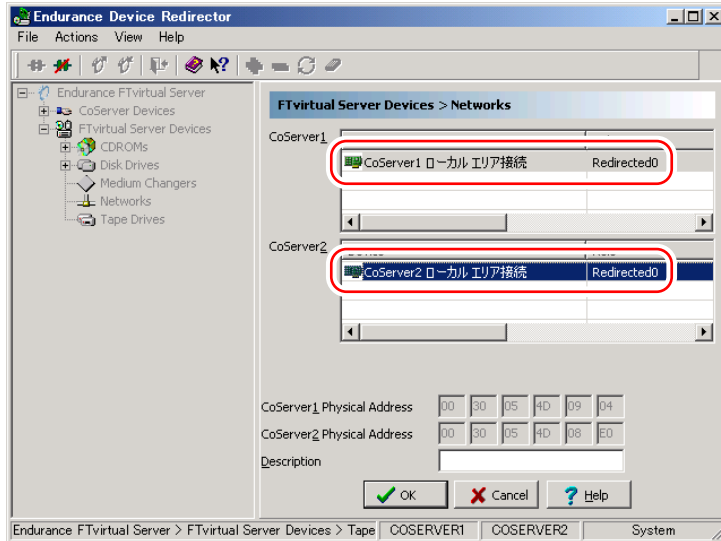 Endurance Device Redirector
File Actions View Help
Endurance FTvirtual Server
CoServer Devices
FTvirtual Server Devices
CDROMs
Disk Drives
Medium Changers
Networks
Tape Drives
FTvirtual Server Devices > Networks
CoServer1
CoServer1 ローカル エリア接続 Redirected0
CoServer2
CoServer2 ローカル エリア接続 Redirected0
CoServer1 Physical Address 00 30 05 4D 09 04
CoServer2 Physical Address 00 30 05 4D 08 E0
Description
OK Cancel Help
Endurance FTvirtual Server > FTvirtual Server Devices > Tape COSERVER1 COSERVER2 System